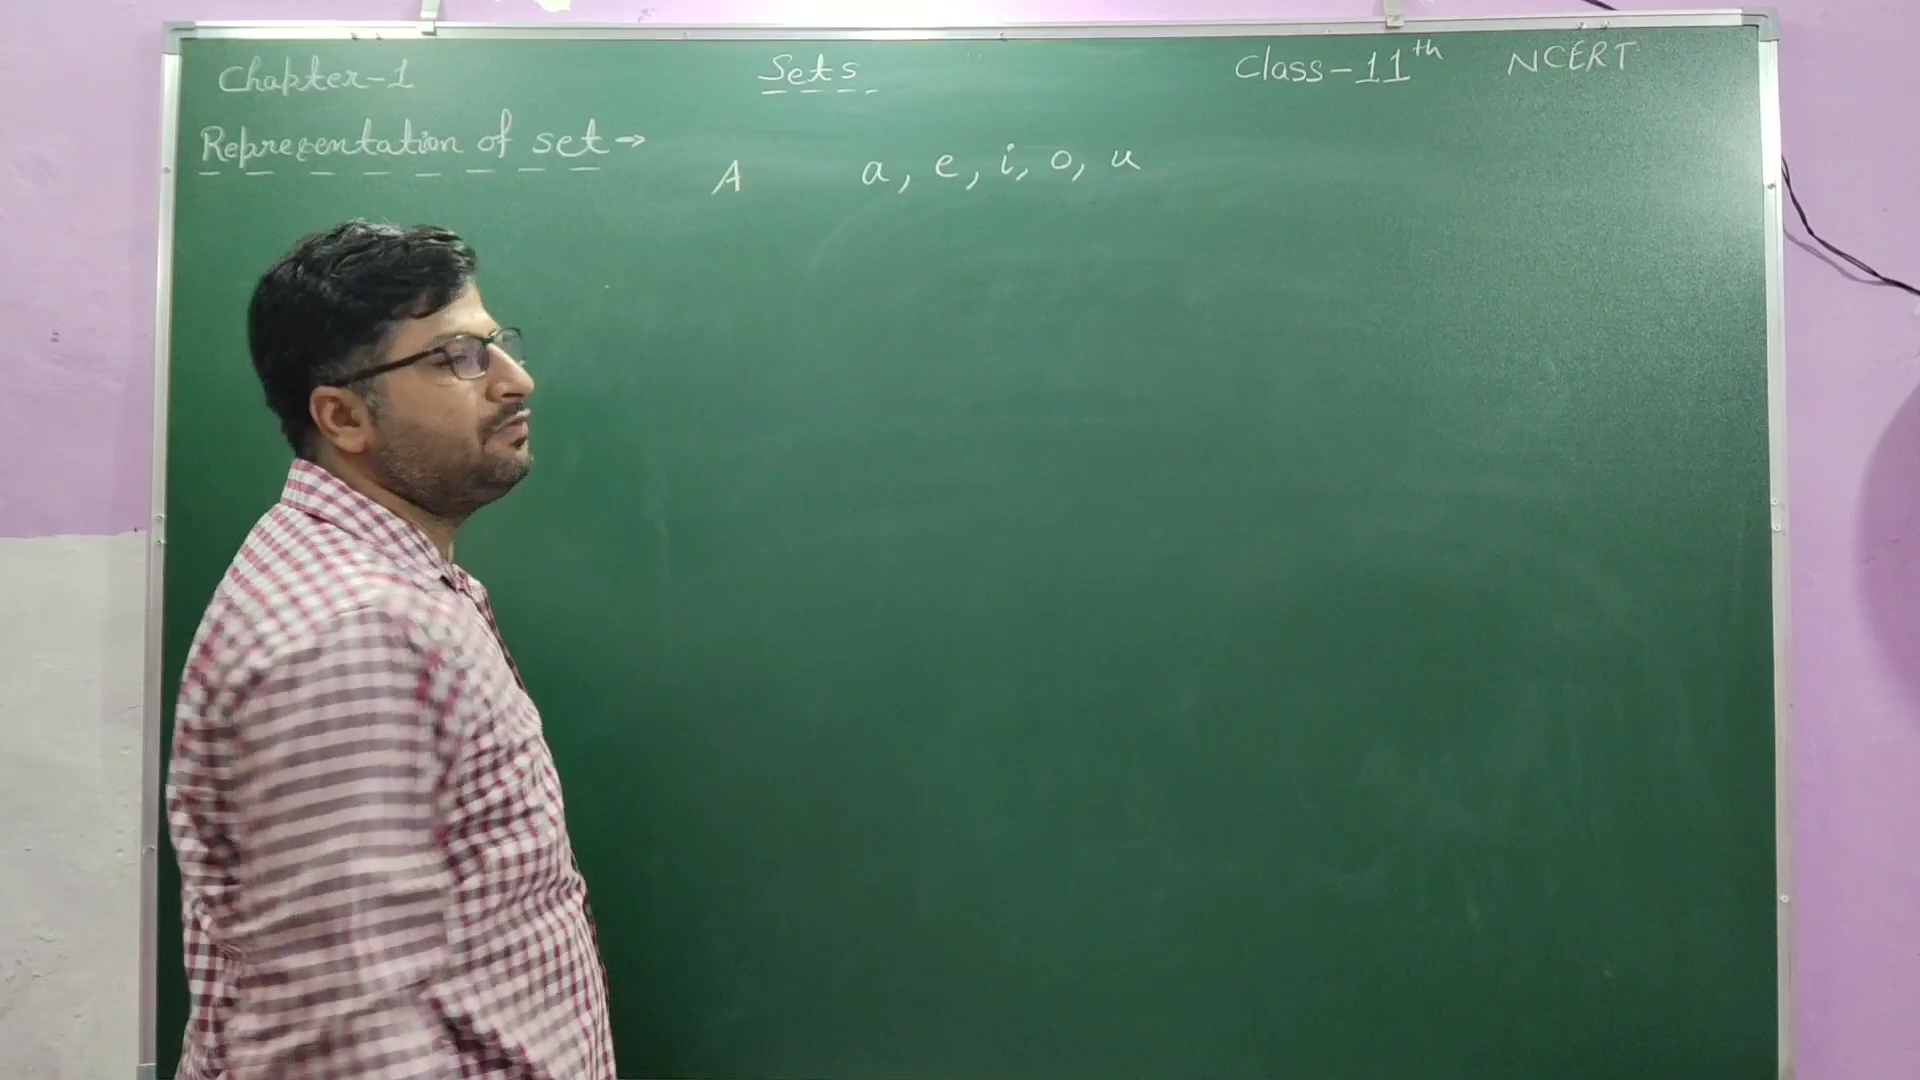 Chapter-1 Sets Class-11th NCERT
Representation of set→
A a, e, i, o, u